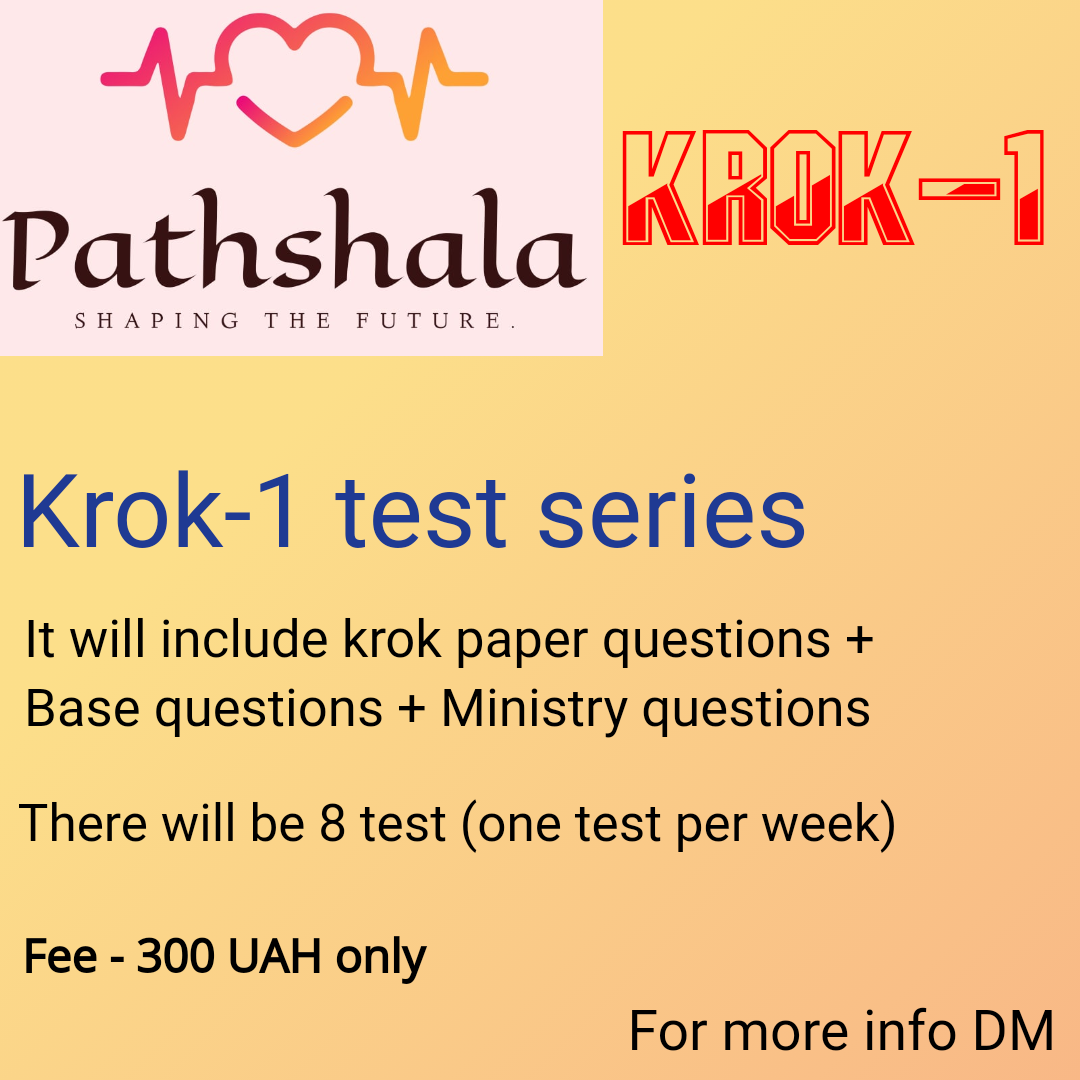 Pathshala
SHAPING THE FUTURE.
KROK-1
Krok-1 test series
It will include krok paper questions +
Base questions + Ministry questions
There will be 8 test (one test per week)
Fee - 300 UAH only
For more info DM